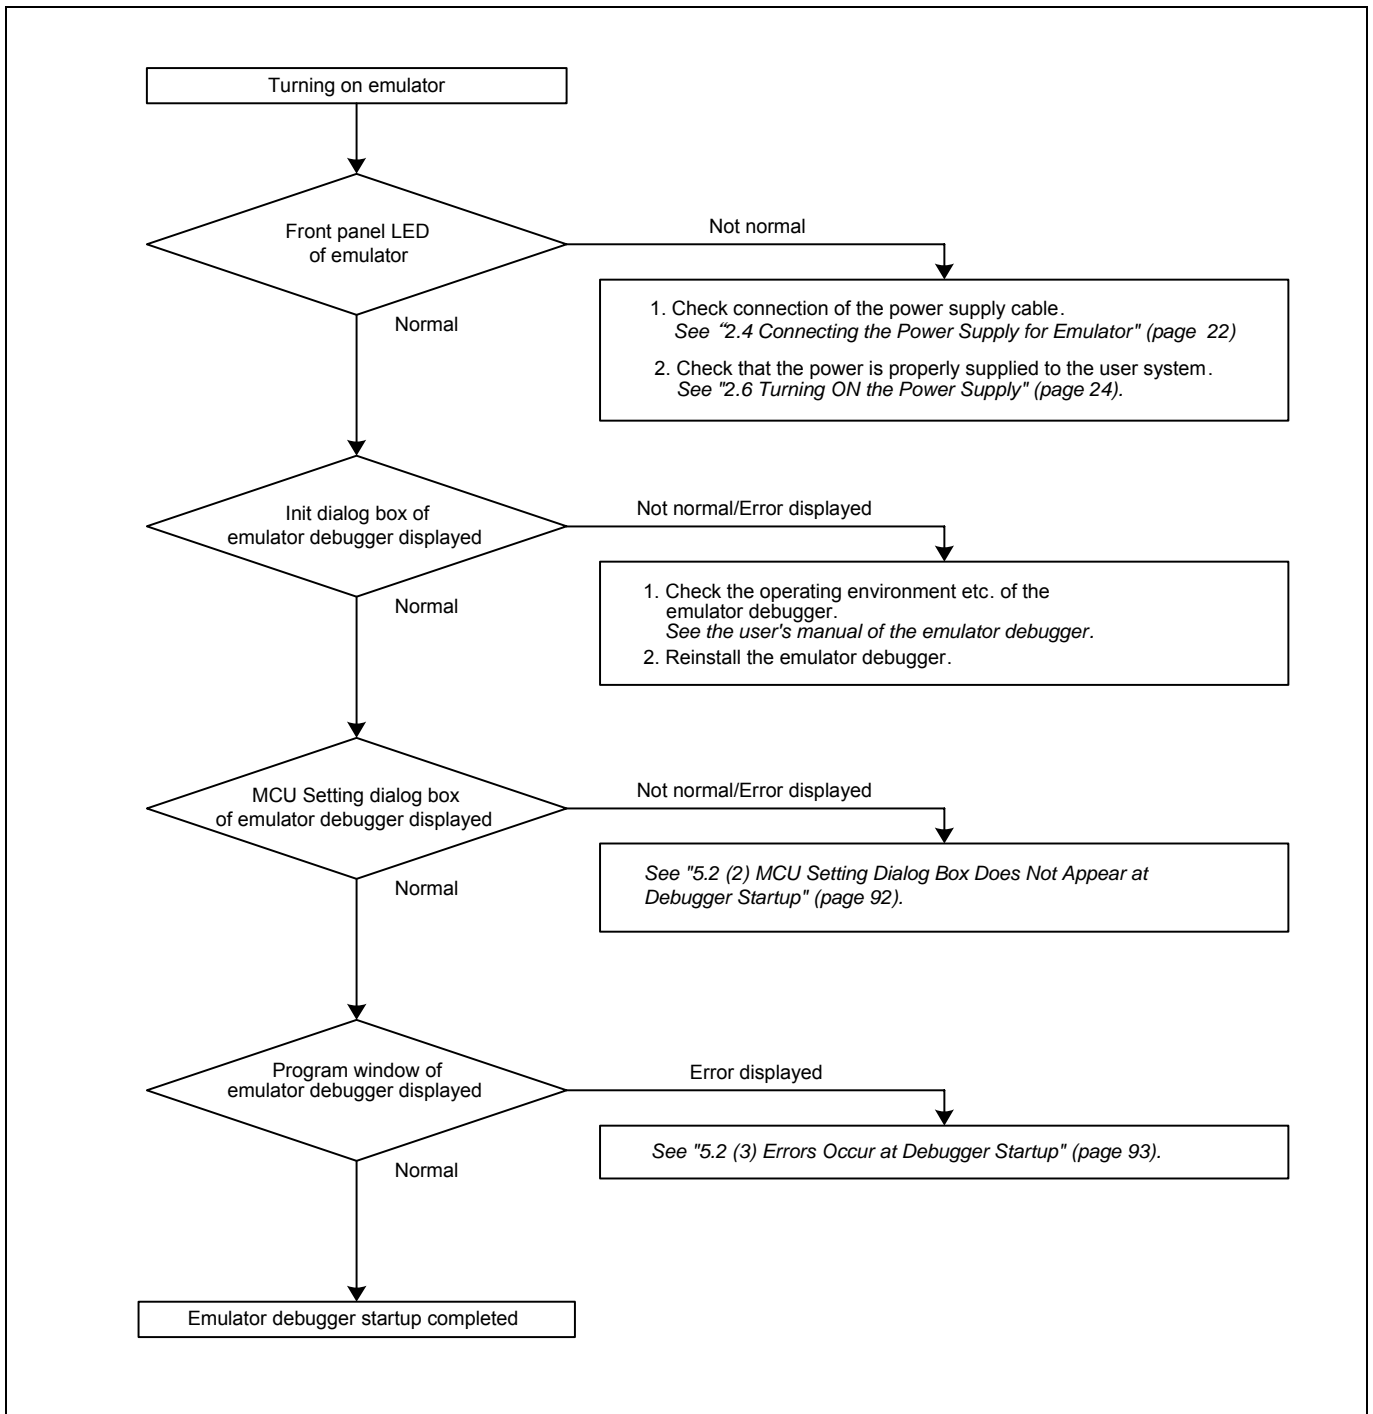 Turning on emulator
Front panel LED
of emulator
Not normal
Normal
1. Check connection of the power supply cable.
See “2.4 Connecting the Power Supply for Emulator" (page 22)
2. Check that the power is properly supplied to the user system.
See "2.6 Turning ON the Power Supply" (page 24).
Init dialog box of
emulator debugger displayed
Not normal/Error displayed
Normal
1. Check the operating environment etc. of the
emulator debugger.
See the user's manual of the emulator debugger.
2. Reinstall the emulator debugger.
MCU Setting dialog box
of emulator debugger displayed
Not normal/Error displayed
Normal
See "5.2 (2) MCU Setting Dialog Box Does Not Appear at
Debugger Startup" (page 92).
Program window of
emulator debugger displayed
Error displayed
Normal
See "5.2 (3) Errors Occur at Debugger Startup" (page 93).
Emulator debugger startup completed